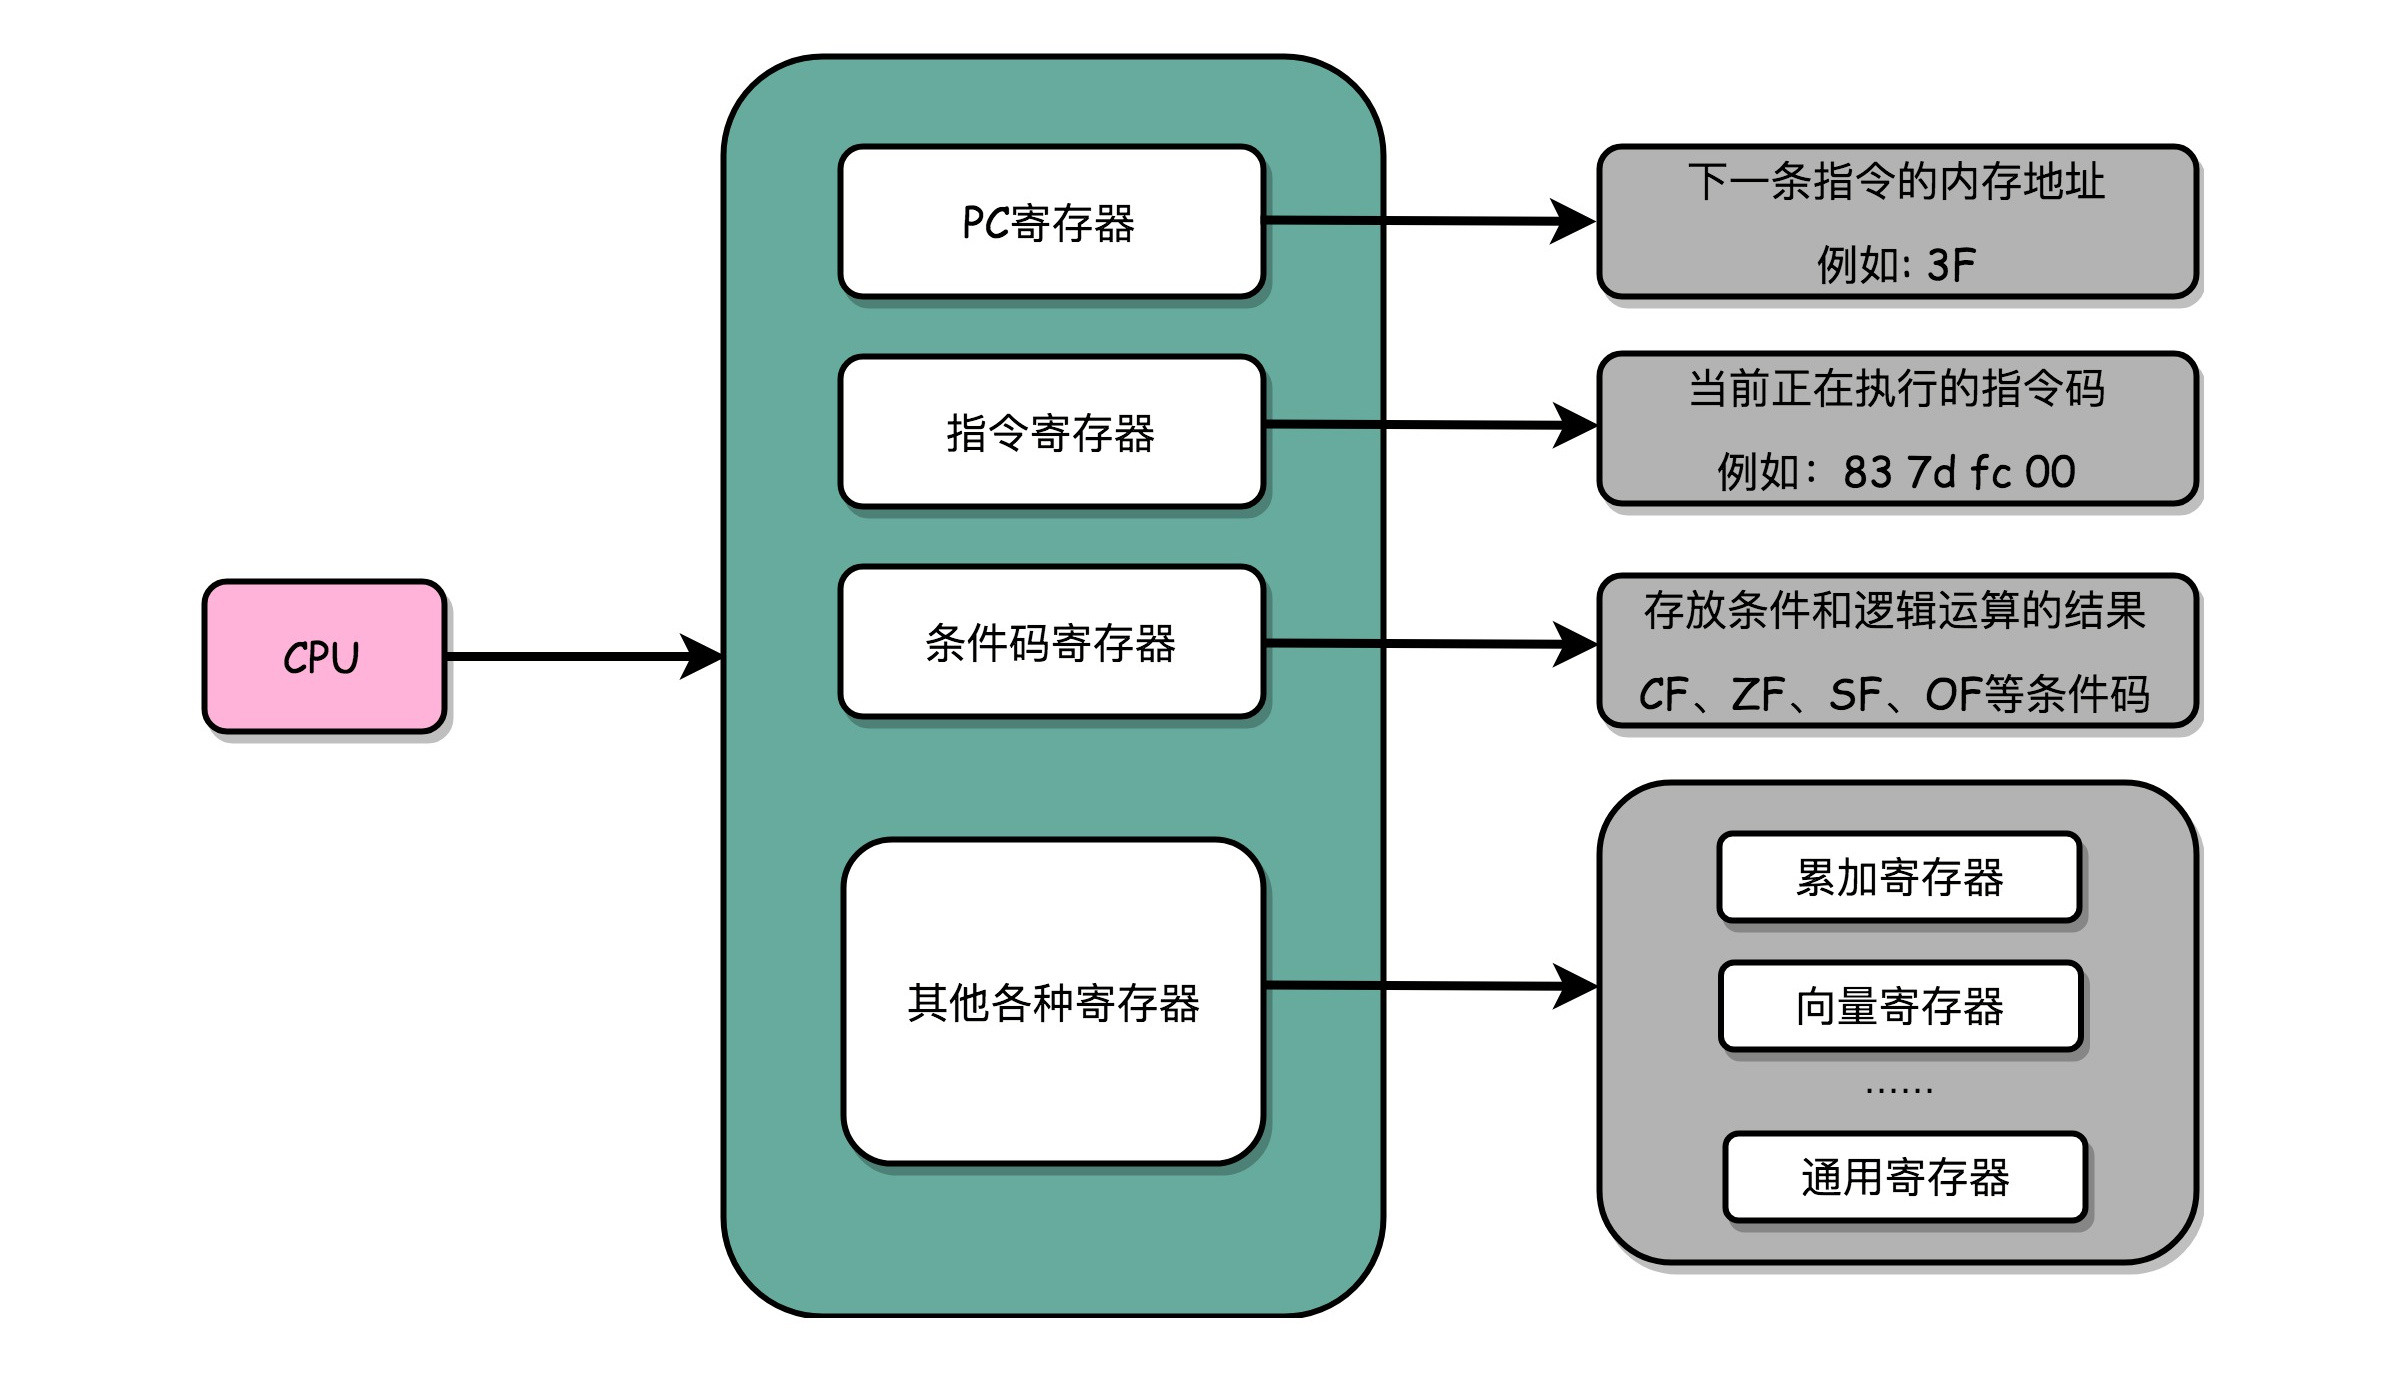 CPU
PC寄存器
指令寄存器
条件码寄存器
其他各种寄存器
下一条指令的内存地址
例如: 3F
当前正在执行的指令码
例如：83 7d fc 00
存放条件和逻辑运算的结果
CF、ZF、SF、OF等条件码
累加寄存器
向量寄存器
……
通用寄存器